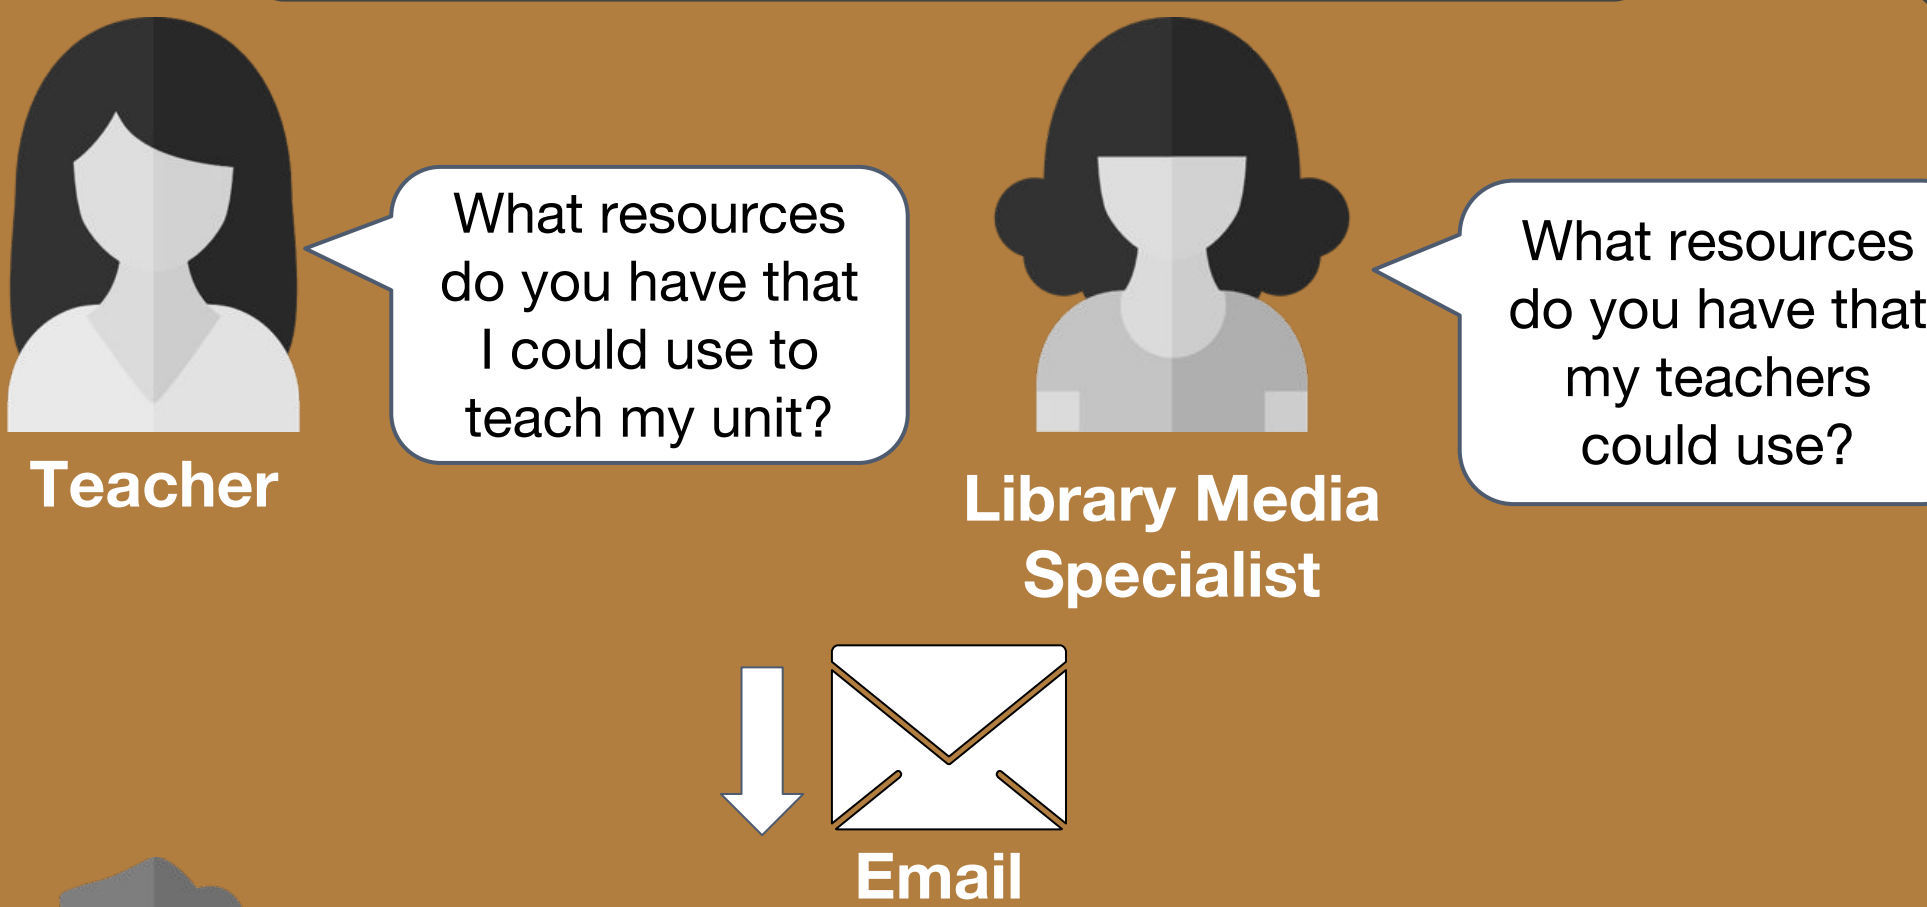 What resources
do you have that
I could use to
teach my unit?
Teacher
What resources
do you have that
my teachers
could use?
Library Media
Specialist
Email